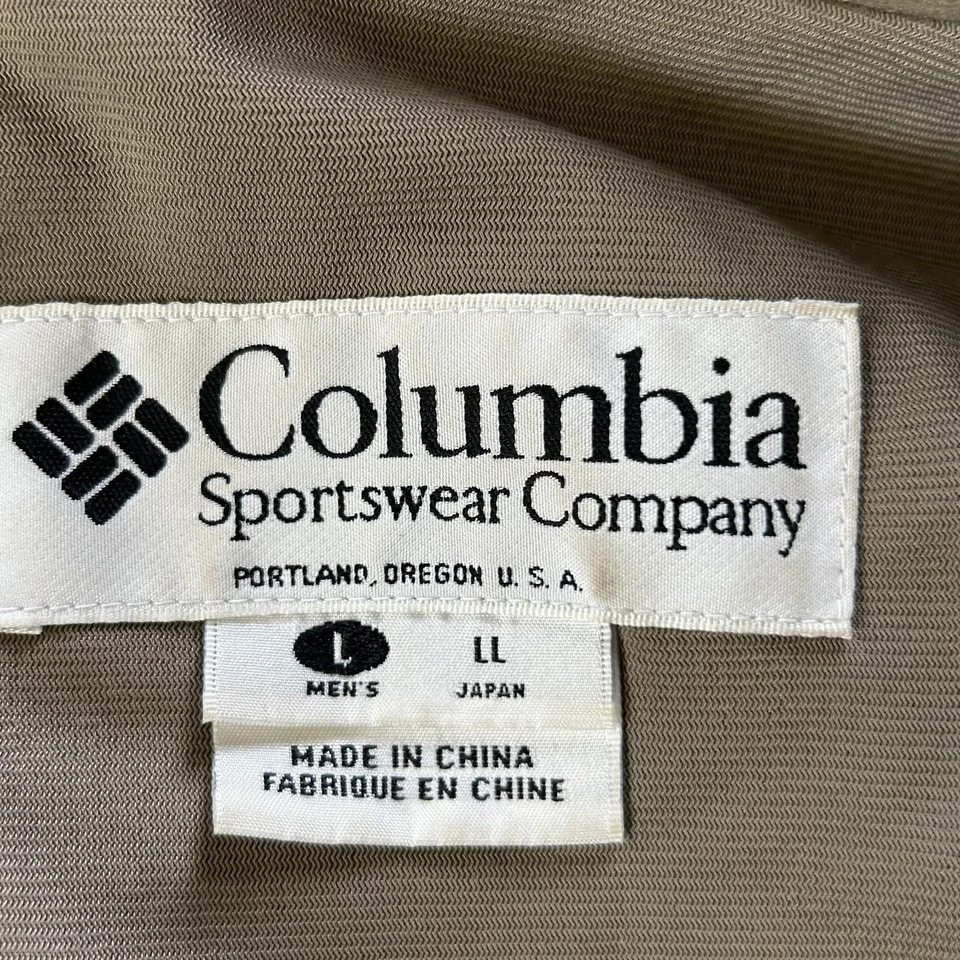 Columbia
Sportswear Company
PORTLAND, OREGON U. S. A.
L LL
MEN'S JAPAN
MADE IN CHINA
FABRIQUE EN CHINE